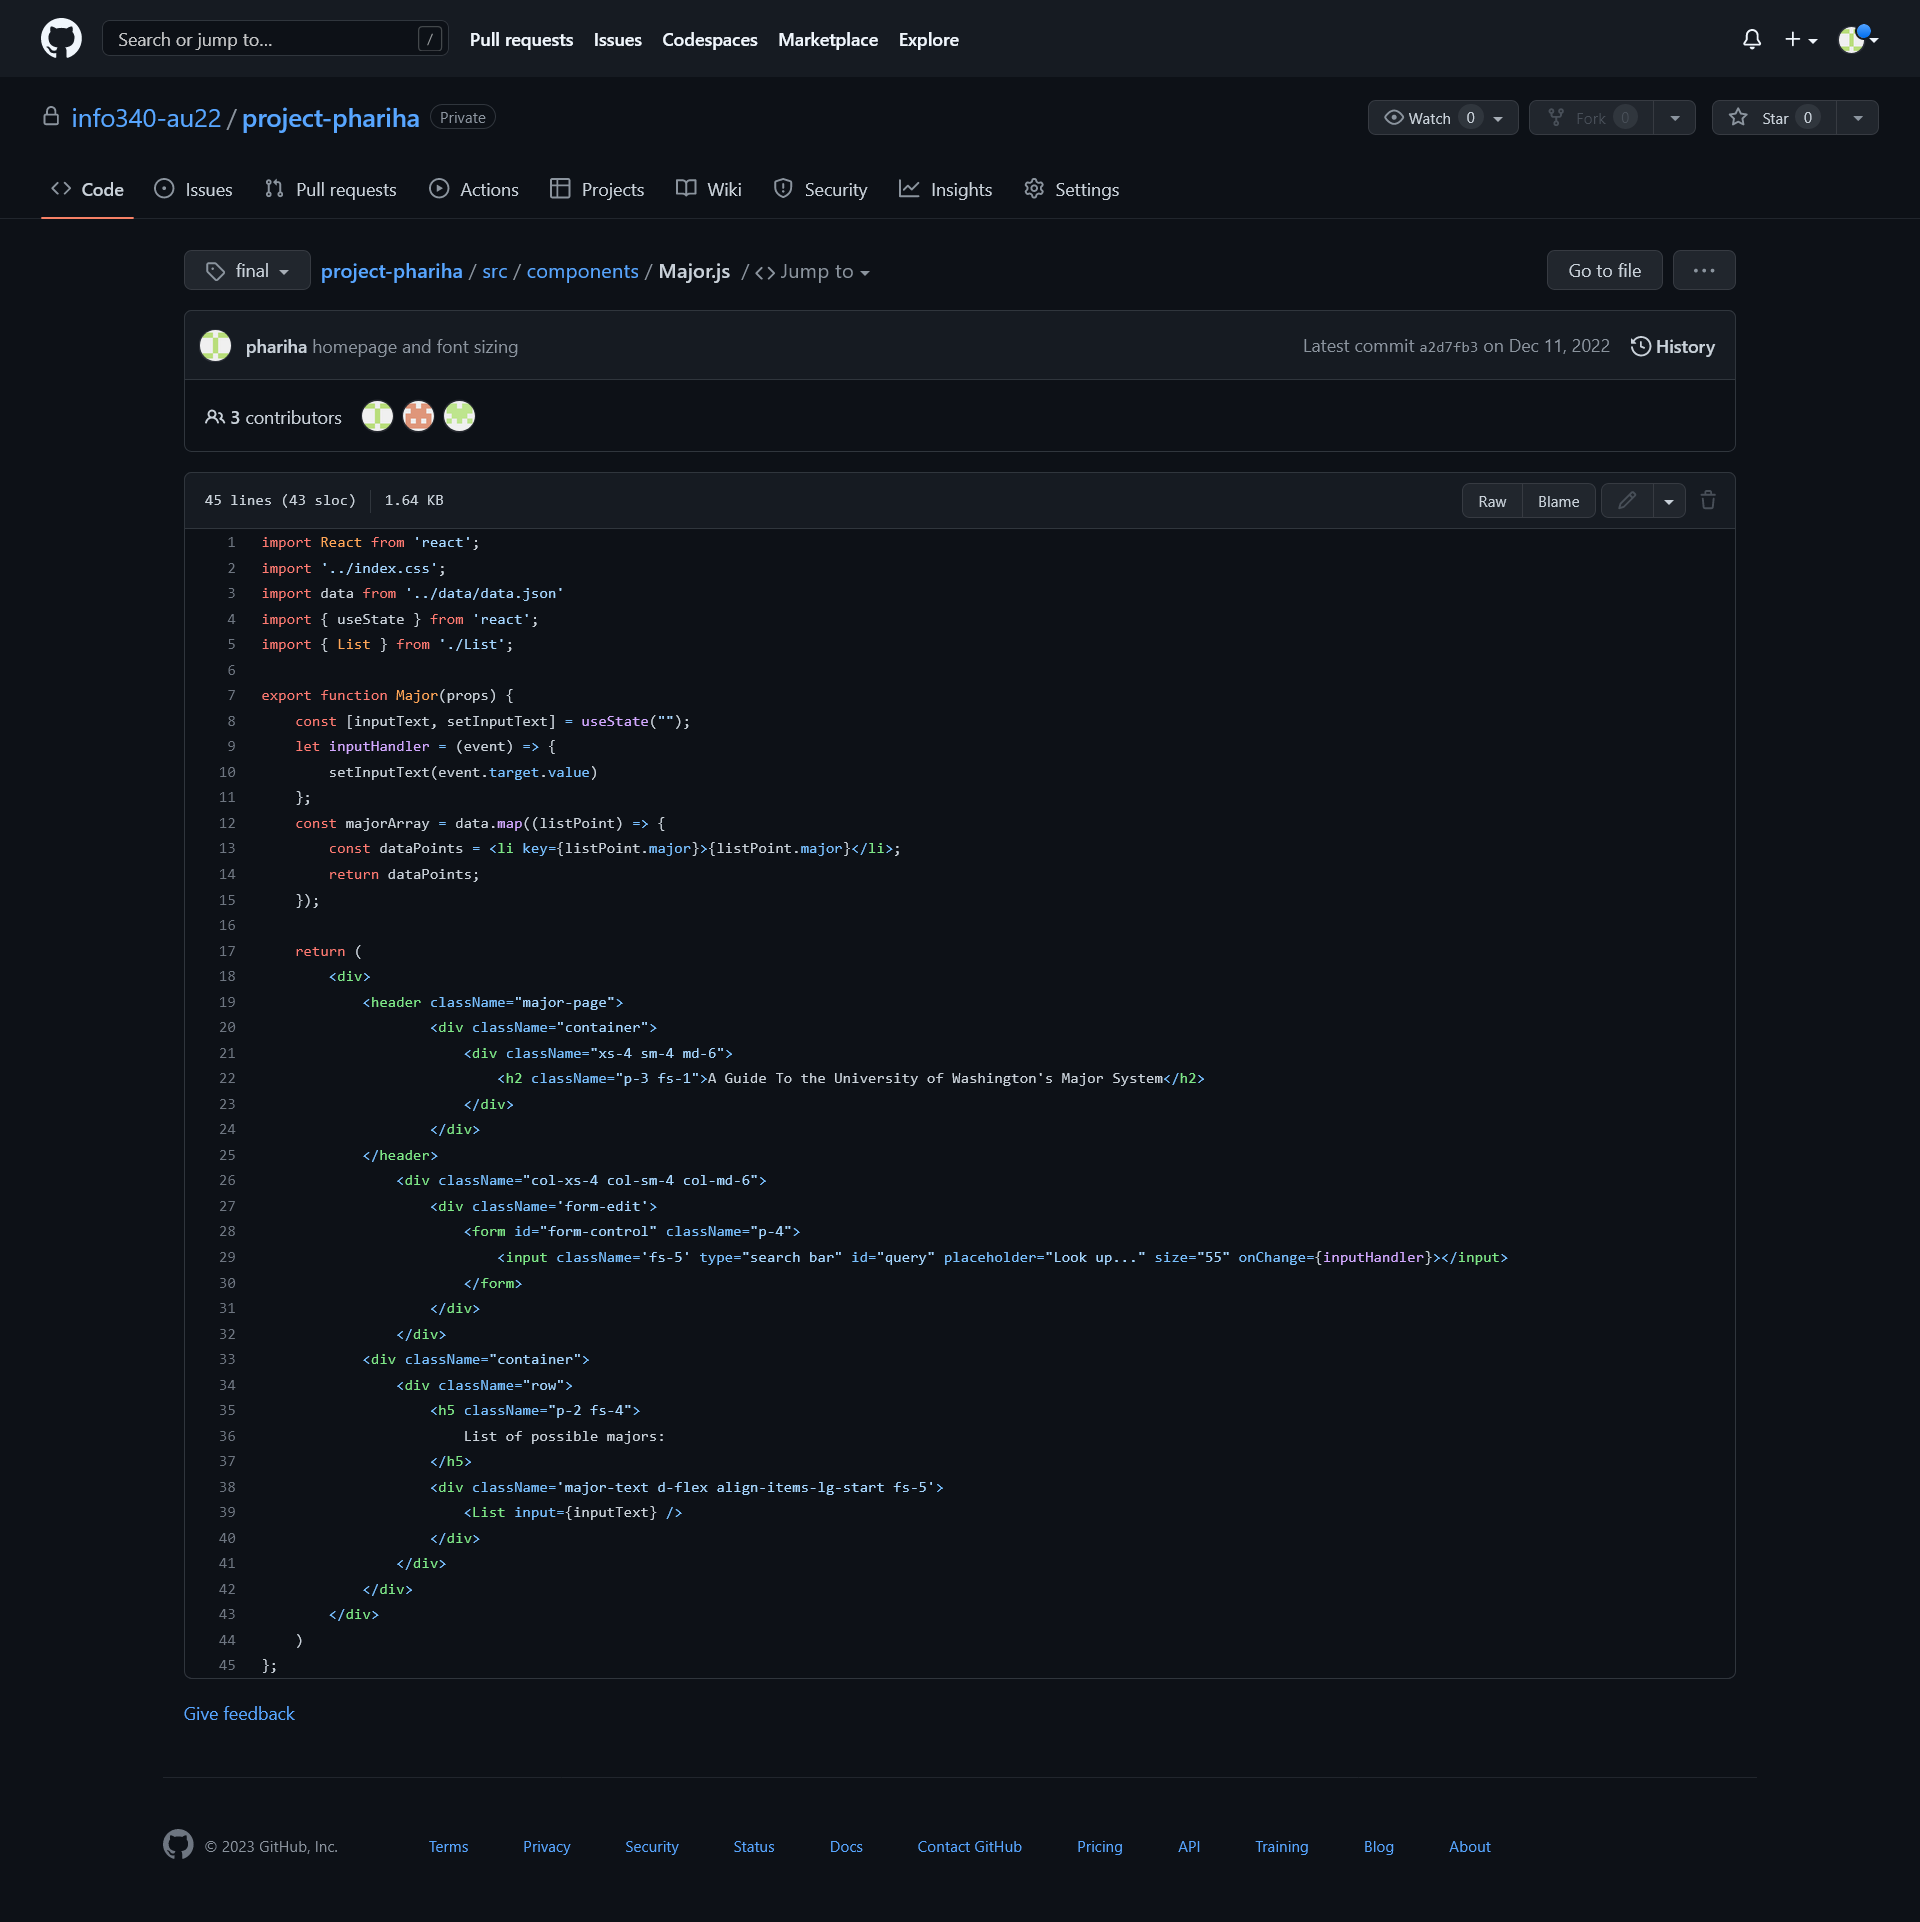 Search or jump to... /
Pull requests Issues Codespaces Marketplace Explore
info340-au22 / project-phariha Private
Watch 0 Fork 0 Star 0
Code Issues Pull requests Actions Projects Wiki Security Insights Settings
final project-phariha / src / components / Major.js / <> Jump to Go to file ...
phariha homepage and font sizing Latest commit a2d7fb3 on Dec 11, 2022 History
3 contributors
45 lines (43 sloc) 1.64 KB Raw Blame
1 import React from 'react';
2 import '../index.css';
3 import data from '../data/data.json'
4 import { useState } from 'react';
5 import { List } from './List';
6
7 export function Major(props) {
8     const [inputText, setInputText] = useState("");
9     let inputHandler = (event) => {
10         setInputText(event.target.value)
11     };
12     const majorArray = data.map((listPoint) => {
13         const dataPoints = <li key={listPoint.major}>{listPoint.major}</li>;
14         return dataPoints;
15     });
16
17     return (
18         <div>
19             <header className="major-page">
20                     <div className="container">
21                         <div className="xs-4 sm-4 md-6">
22                             <h2 className="p-3 fs-1">A Guide To the University of Washington's Major System</h2>
23                         </div>
24                     </div>
25             </header>
26                 <div className="col-xs-4 col-sm-4 col-md-6">
27                     <div className='form-edit'>
28                         <form id="form-control" className="p-4">
29                             <input className='fs-5' type="search bar" id="query" placeholder="Look up..." size="55" onChange={inputHandler}></input>
30                         </form>
31                     </div>
32                 </div>
33             <div className="container">
34                 <div className="row">
35                     <h5 className="p-2 fs-4">
36                         List of possible majors:
37                     </h5>
38                     <div className='major-text d-flex align-items-lg-start fs-5'>
39                         <List input={inputText} />
40                     </div>
41                 </div>
42             </div>
43         </div>
44     )
45 };
Give feedback
© 2023 GitHub, Inc. Terms Privacy Security Status Docs Contact GitHub Pricing API Training Blog About